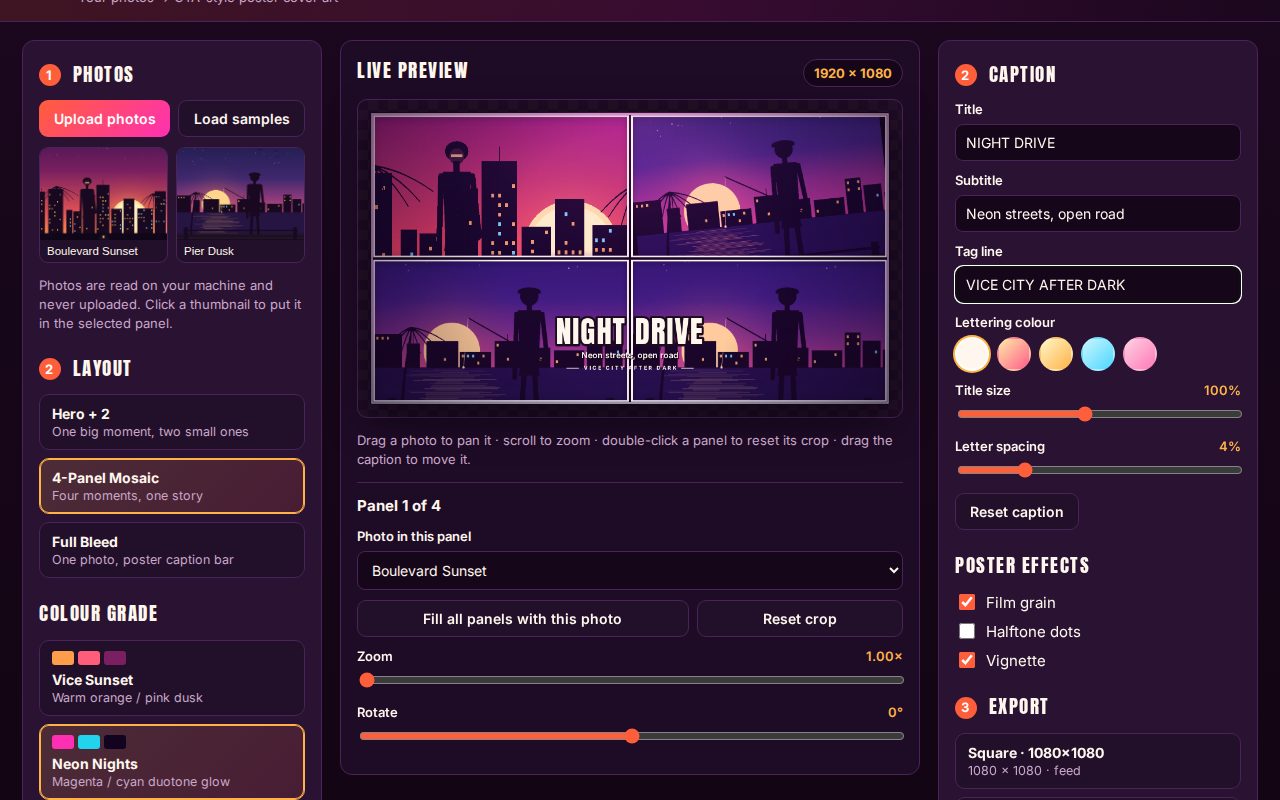 1 PHOTOS
Upload photos
Load samples
Boulevard Sunset
Pier Dusk
Photos are read on your machine and
never uploaded. Click a thumbnail to put it
in the selected panel.
2 LAYOUT
Hero + 2
One big moment, two small ones
4-Panel Mosaic
Four moments, one story
Full Bleed
One photo, poster caption bar
COLOUR GRADE
Vice Sunset
Warm orange / pink dusk
Neon Nights
Magenta / cyan duotone glow
LIVE PREVIEW
1920 × 1080
NIGHT DRIVE
Neon streets, open road
VICE CITY AFTER DARK
Drag a photo to pan it · scroll to zoom · double-click a panel to reset its crop · drag the
caption to move it.
Panel 1 of 4
Photo in this panel
Boulevard Sunset
Fill all panels with this photo
Reset crop
Zoom 1.00×
Rotate 0°
2 CAPTION
Title
NIGHT DRIVE
Subtitle
Neon streets, open road
Tag line
VICE CITY AFTER DARK
Lettering colour
Title size 100%
Letter spacing 4%
Reset caption
POSTER EFFECTS
Film grain
Halftone dots
Vignette
3 EXPORT
Square · 1080×1080
1080 × 1080 · feed